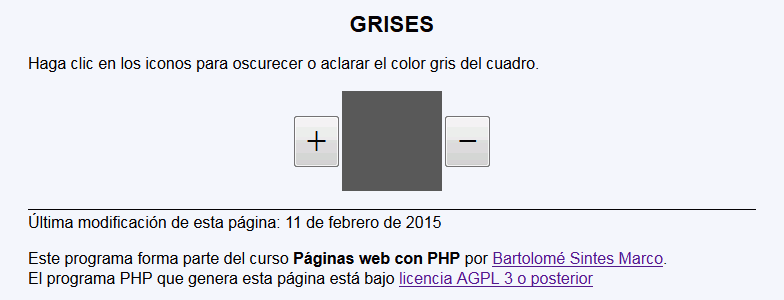 GRISES
Haga clic en los iconos para oscurecer o aclarar el color gris del cuadro.
+ −
Última modificación de esta página: 11 de febrero de 2015
Este programa forma parte del curso Páginas web con PHP por Bartolomé Sintes Marco.
El programa PHP que genera esta página está bajo licencia AGPL 3 o posterior